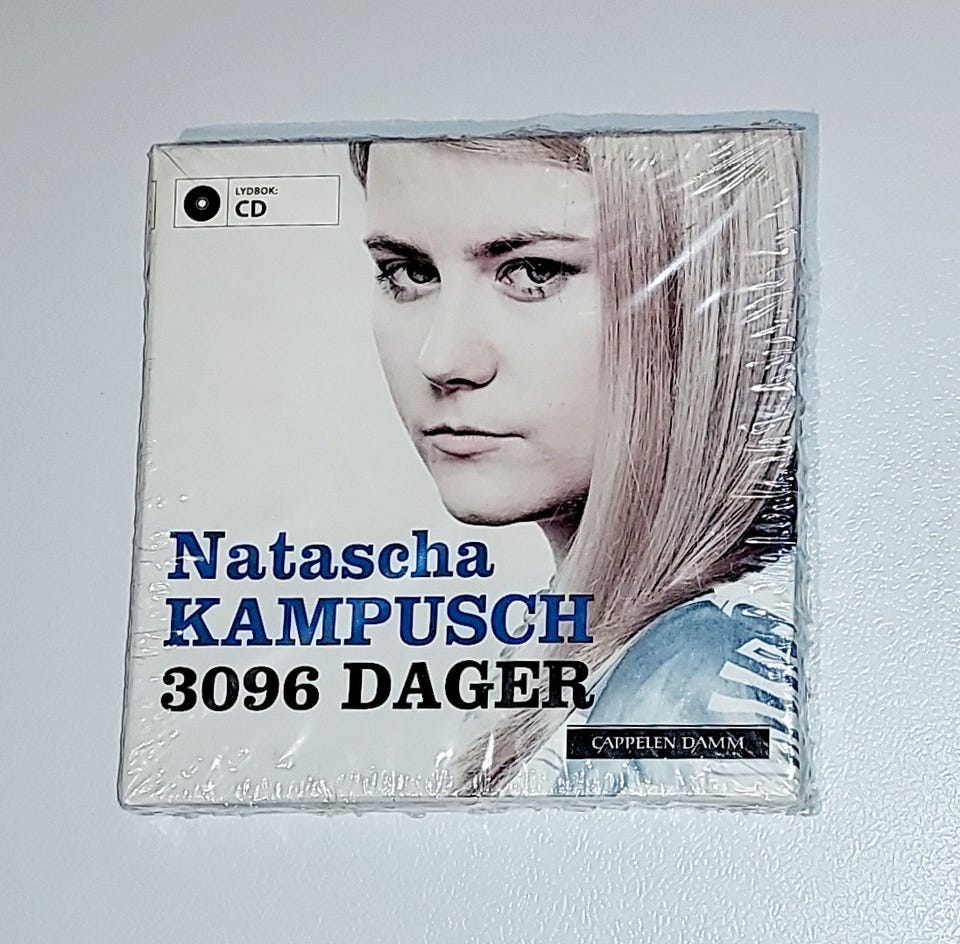 LYDBOK:
CD
Natascha
KAMPUSCH
3096 DAGER
CAPPELEN DAMM